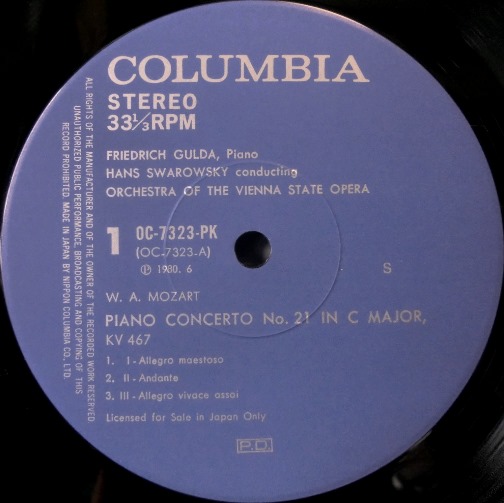 COLUMBIA
STEREO
33⅓RPM
FRIEDRICH GULDA, Piano
HANS SWAROWSKY conducting
ORCHESTRA OF THE VIENNA STATE OPERA
1 OC-7323-PK
(OC-7323-A)
Ⓟ 1980. 6
S
W. A. MOZART
PIANO CONCERTO No. 21 IN C MAJOR,
KV 467
1. I - Allegro maestoso
2. II - Andante
3. III - Allegro vivace assai
Licensed for Sale in Japan Only
P.D.
ALL RIGHTS OF THE MANUFACTURER AND OF THE OWNER OF THE RECORDED WORK RESERVED
UNAUTHORIZED PUBLIC PERFORMANCE, BROADCASTING AND COPYING OF THIS
RECORD PROHIBITED. MADE IN JAPAN BY NIPPON COLUMBIA CO., LTD.